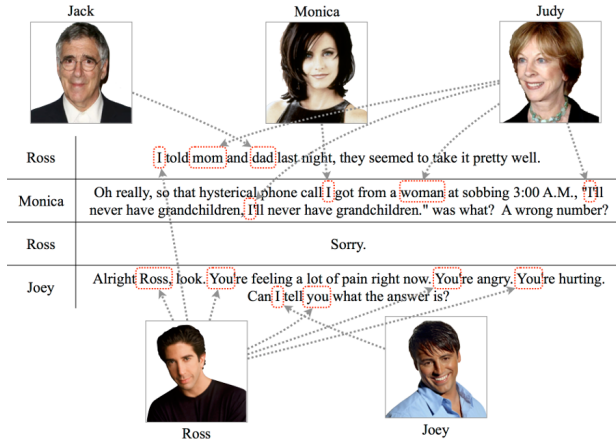 Jack Monica Judy
Ross I told mom and dad last night, they seemed to take it pretty well.
Monica Oh really, so that hysterical phone call I got from a woman at sobbing 3:00 A.M., "I'll
never have grandchildren, I'll never have grandchildren." was what? A wrong number?
Ross Sorry.
Joey Alright Ross, look. You're feeling a lot of pain right now. You're angry. You're hurting.
Can I tell you what the answer is?
Ross Joey